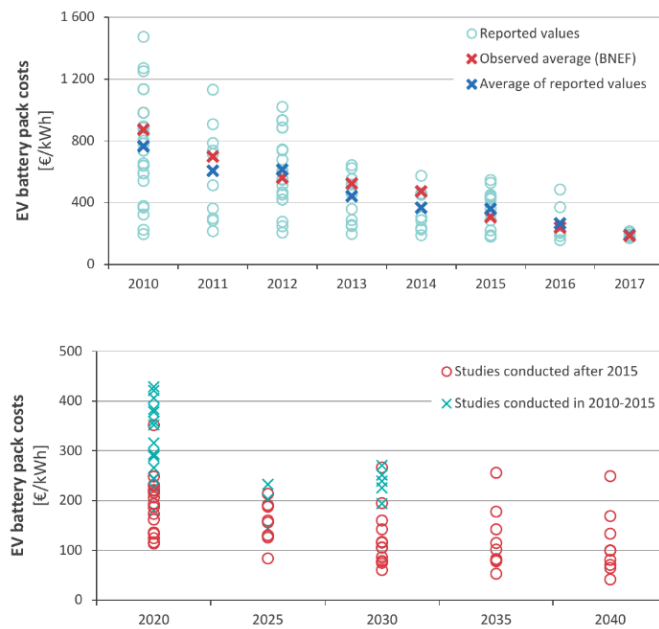 1 600
1 200
800
400
0
EV battery pack costs
[€/kWh]
Reported values
Observed average (BNEF)
Average of reported values
2010 2011 2012 2013 2014 2015 2016 2017
500
400
300
200
100
0
EV battery pack costs
[€/kWh]
Studies conducted after 2015
Studies conducted in 2010-2015
2020 2025 2030 2035 2040